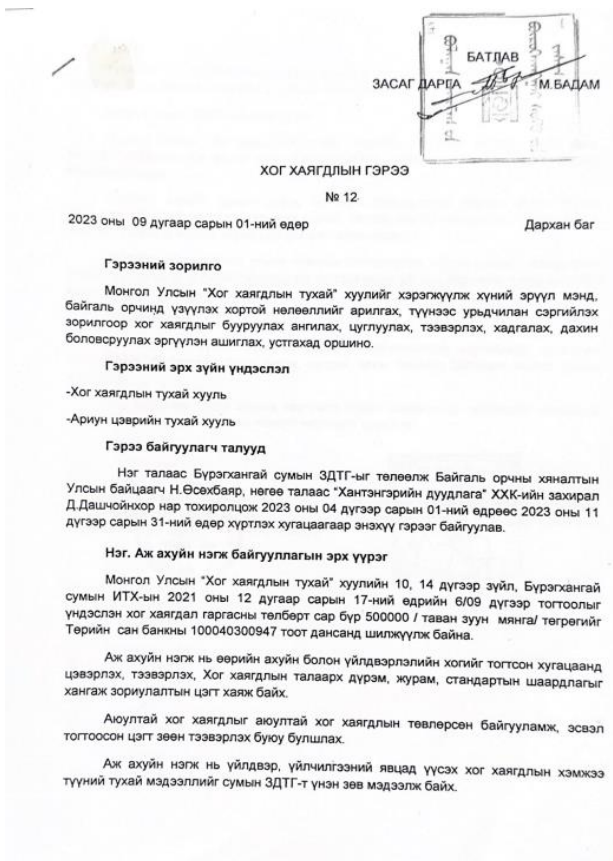 БАТЛАВ
ЗАСАГ ДАРГА М.БАДАМ
ХОГ ХАЯГДЛЫН ГЭРЭЭ
№ 12
2023 оны 09 дугаар сарын 01-ний өдөр Дархан баг
Гэрээний зорилго
Монгол Улсын “Хог хаягдлын тухай” хуулийг хэрэгжүүлж хүний эрүүл мэнд,
байгаль орчинд үзүүлэх хортой нөлөөллийг арилгах, түүнээс урьдчилан сэргийлэх
зорилгоор хог хаягдлыг бууруулах ангилах, цуглуулах, тээвэрлэх, хадгалах, дахин
боловсруулах эргүүлэн ашиглах, устгахад оршино.
Гэрээний эрх зүйн үндэслэл
-Хог хаягдлын тухай хууль
-Ариун цэврийн тухай хууль
Гэрээ байгуулагч талууд
Нэг талаас Бүрэгхангай сумын ЗДТГ-ыг төлөөлж Байгаль орчны хяналтын
Улсын байцаагч Н.Өсөхбаяр, нөгөө талаас “Хантэнгэрийн дуудлага” ХХК-ийн захирал
Д.Дашчойнхор нар тохиролцож 2023 оны 04 дүгээр сарын 01-ний өдрөөс 2023 оны 11
дүгээр сарын 31-ний өдөр хүртлэх хугацаагаар энэхүү гэрээг байгуулав.
Нэг. Аж ахуйн нэгж байгууллагын эрх үүрэг
Монгол Улсын “Хог хаягдлын тухай” хуулийн 10, 14 дүгээр зүйл, Бүрэгхангай
сумын ИТХ-ын 2021 оны 12 дугаар сарын 17-ний өдрийн 6/09 дүгээр тогтоолыг
үндэслэн хог хаягдал гаргасны төлбөрт сар бүр 500000 / таван зуун мянга/ төгрөгийг
Төрийн сан банкны 100040300947 тоот дансанд шилжүүлж байна.
Аж ахуйн нэгж нь өөрийн ахуйн болон үйлдвэрлэлийн хогийг тогтсон хугацаанд
цэвэрлэх, тээвэрлэх, Хог хаягдлын талаарх дүрэм, журам, стандартын шаардлагыг
хангаж зориулалтын цэгт хаяж байх.
Аюултай хог хаягдлыг аюултай хог хаягдлын төвлөрсөн байгууламж, эсвэл
тогтоосон цэгт зөөн тээвэрлэх буюу булшлах.
Аж ахуйн нэгж нь үйлдвэр, үйлчилгээний явцад үүсэх хог хаягдлын хэмжээ
түүний тухай мэдээллийг сумын ЗДТГ-т үнэн зөв мэдээлж байх.